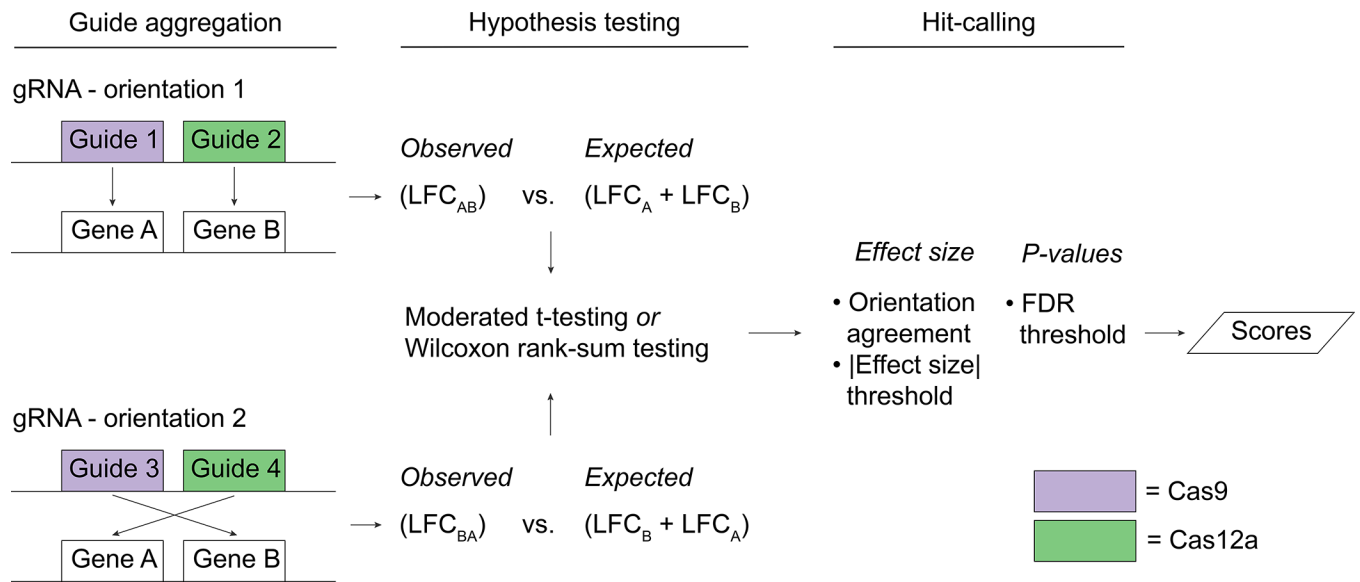 Guide aggregation
Hypothesis testing
Hit-calling
gRNA - orientation 1
Guide 1
Guide 2
Gene A
Gene B
Observed
Expected
(LFC_AB) vs. (LFC_A + LFC_B)
Moderated t-testing or
Wilcoxon rank-sum testing
Effect size
• Orientation
agreement
• |Effect size|
threshold
P-values
• FDR
threshold
Scores
gRNA - orientation 2
Guide 3
Guide 4
Gene A
Gene B
Observed
Expected
(LFC_BA) vs. (LFC_B + LFC_A)
= Cas9
= Cas12a